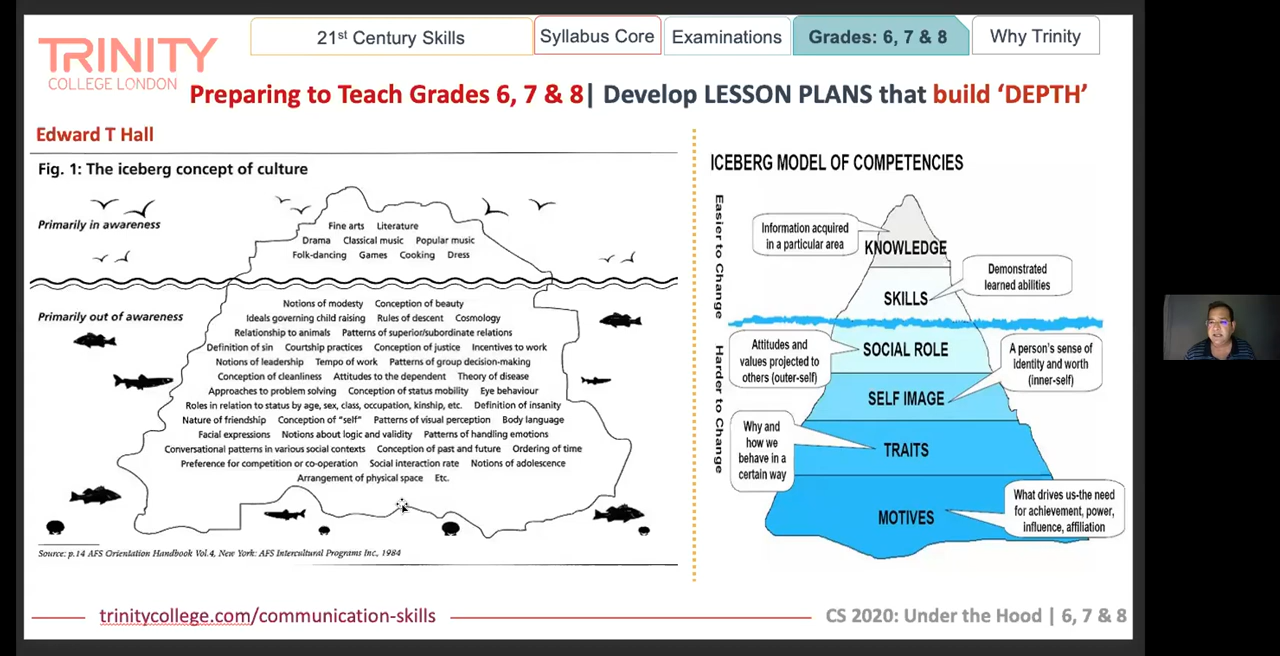 21st Century Skills
Syllabus Core
Examinations
Grades: 6, 7 & 8
Why Trinity
TRINITY
COLLEGE LONDON
Preparing to Teach Grades 6, 7 & 8| Develop LESSON PLANS that build ‘DEPTH’
Edward T Hall
Fig. 1: The iceberg concept of culture
Primarily in awareness
Fine arts Literature
Drama Classical music Popular music
Folk-dancing Games Cooking Dress
Primarily out of awareness
Notions of modesty Conception of beauty
Ideals governing child raising Rules of descent Cosmology
Relationship to animals Patterns of superior/subordinate relations
Definition of sin Courtship practices Conception of justice Incentives to work
Notions of leadership Tempo of work Patterns of group decision-making
Conception of cleanliness Attitudes to the dependent Theory of disease
Approaches to problem solving Conception of status mobility Eye behaviour
Roles in relation to status by age, sex, class, occupation, kinship, etc. Definition of insanity
Nature of friendship Conception of "self" Patterns of visual perception Body language
Facial expressions Notions about logic and validity Patterns of handling emotions
Conversational patterns in various social contexts Conception of past and future Ordering of time
Preference for competition or co-operation Social interaction rate Notions of adolescence
Arrangement of physical space Etc.
Source: p.14 AFS Orientation Handbook Vol.4, New York: AFS Intercultural Programs Inc., 1984
ICEBERG MODEL OF COMPETENCIES
Easier to Change
Harder to Change
Information acquired
in a particular area
KNOWLEDGE
Demonstrated
learned abilities
SKILLS
Attitudes and
values projected to
others (outer-self)
SOCIAL ROLE
A person's sense of
identity and worth
(inner-self)
SELF IMAGE
Why and
how we
behave in a
certain way
TRAITS
What drives us-the need
for achievement, power,
influence, affiliation
MOTIVES
trinitycollege.com/communication-skills
CS 2020: Under the Hood | 6, 7 & 8